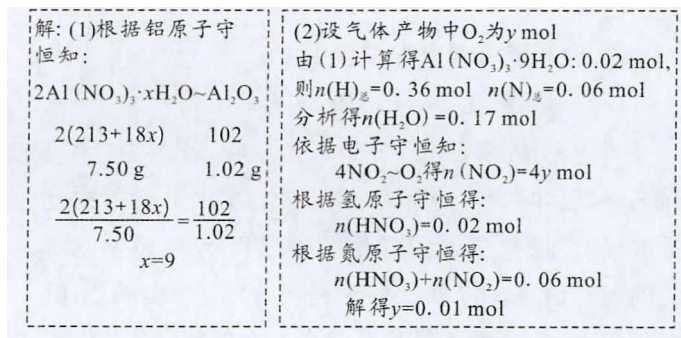 解: (1)根据铝原子守
恒知:
2Al(NO₃)₃·xH₂O~Al₂O₃
2(213+18x) 102
7.50 g 1.02 g
2(213+18x)/7.50 = 102/1.02
x=9
(2)设气体产物中O₂为y mol
由(1)计算得Al(NO₃)₃·9H₂O: 0.02 mol,
则n(H)总=0. 36 mol n(N)总=0. 06 mol
分析得n(H₂O)=0. 17 mol
依据电子守恒知:
4NO₂~O₂得n(NO₂)=4y mol
根据氢原子守恒得:
n(HNO₃)=0. 02 mol
根据氮原子守恒得:
n(HNO₃)+n(NO₂)=0. 06 mol
解得y=0. 01 mol